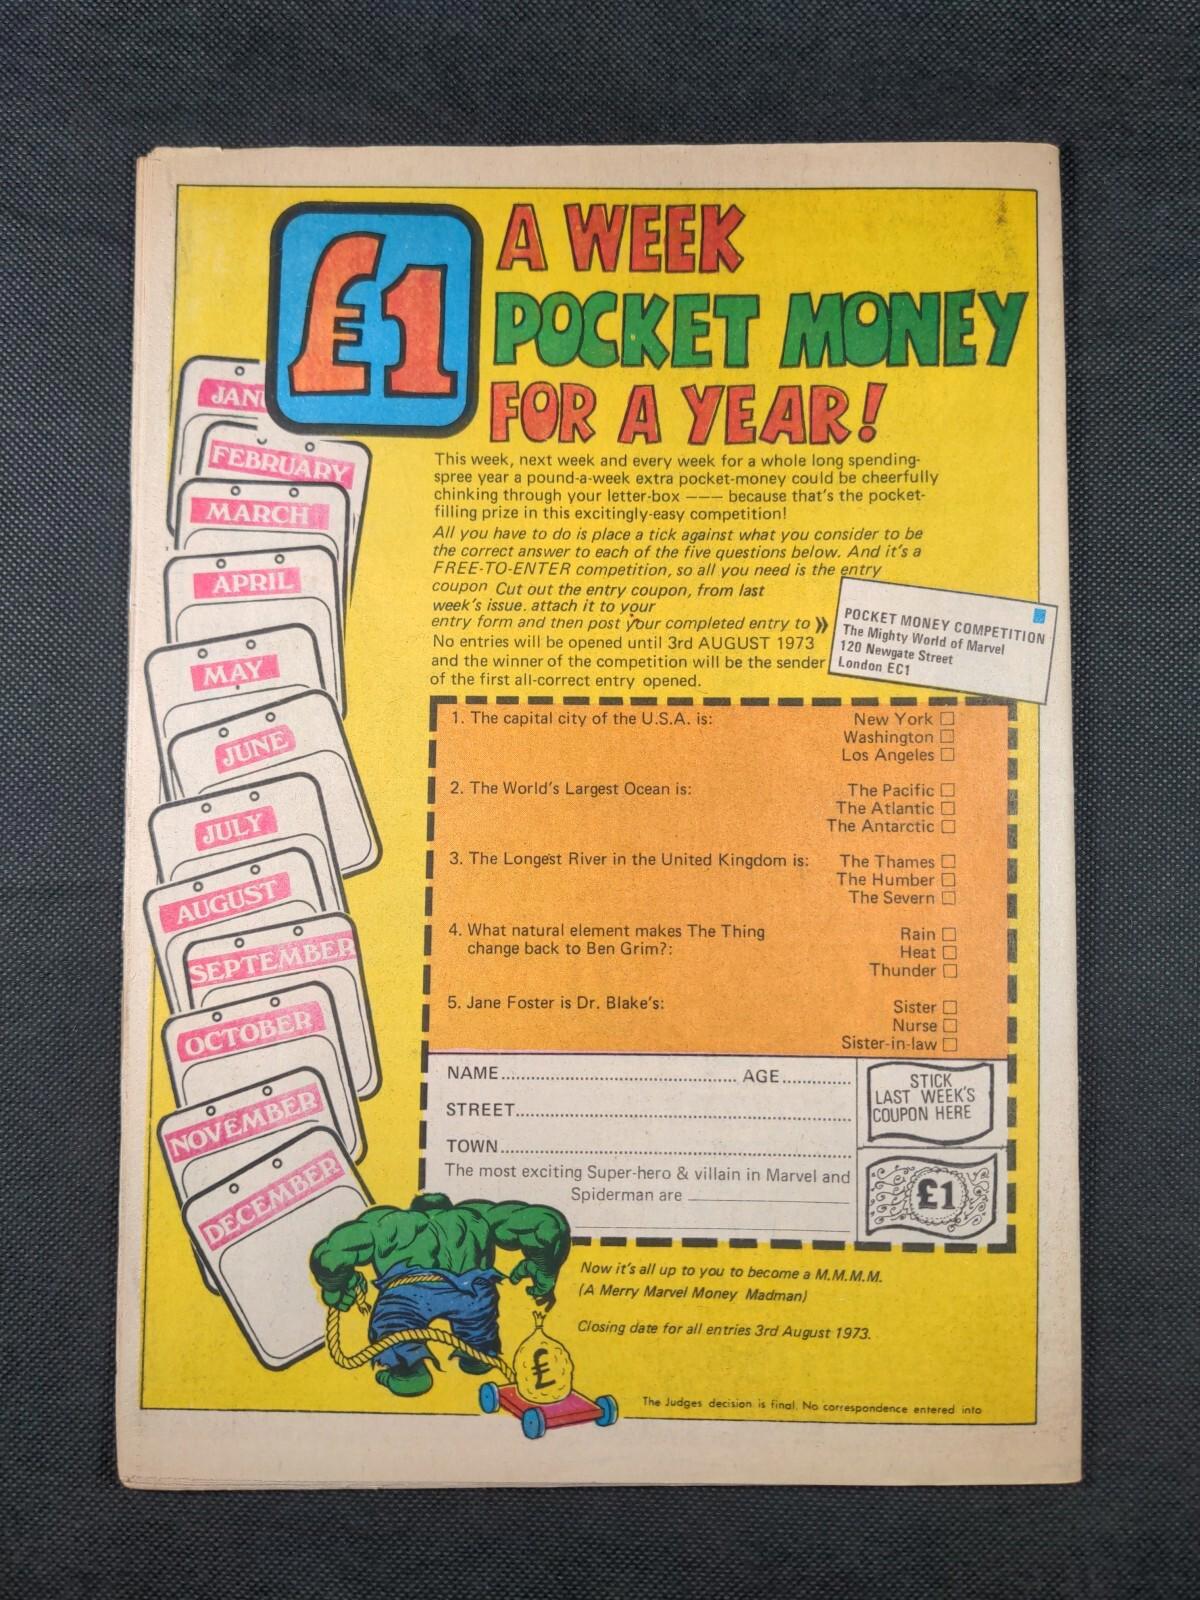 £1
A WEEK
POCKET MONEY
FOR A YEAR!
This week, next week and every week for a whole long spending-
spree year a pound-a-week extra pocket-money could be cheerfully
chinking through your letter-box ——— because that's the pocket-
filling prize in this excitingly-easy competition!
All you have to do is place a tick against what you consider to be
the correct answer to each of the five questions below. And it's a
FREE-TO-ENTER competition, so all you need is the entry
coupon Cut out the entry coupon, from last
week's issue. attach it to your
entry form and then post your completed entry to »
No entries will be opened until 3rd AUGUST 1973
and the winner of the competition will be the sender
of the first all-correct entry opened.
POCKET MONEY COMPETITION
The Mighty World of Marvel
120 Newgate Street
London EC1
JANU
FEBRUARY
MARCH
APRIL
MAY
JUNE
JULY
AUGUST
SEPTEMBER
OCTOBER
NOVEMBER
DECEMBER
1. The capital city of the U.S.A. is: New York □
Washington □
Los Angeles □
2. The World's Largest Ocean is: The Pacific □
The Atlantic □
The Antarctic □
3. The Longest River in the United Kingdom is: The Thames □
The Humber □
The Severn □
4. What natural element makes The Thing Rain □
change back to Ben Grim?: Heat □
Thunder □
5. Jane Foster is Dr. Blake's: Sister □
Nurse □
Sister-in-law □
NAME.......................................... AGE............
STREET............................................................
TOWN...............................................................
The most exciting Super-hero & villain in Marvel and
Spiderman are ____________________
STICK
LAST WEEK'S
COUPON HERE
£1
Now it's all up to you to become a M.M.M.M.
(A Merry Marvel Money Madman)
Closing date for all entries 3rd August 1973.
£
The Judges decision is final. No correspondence entered into